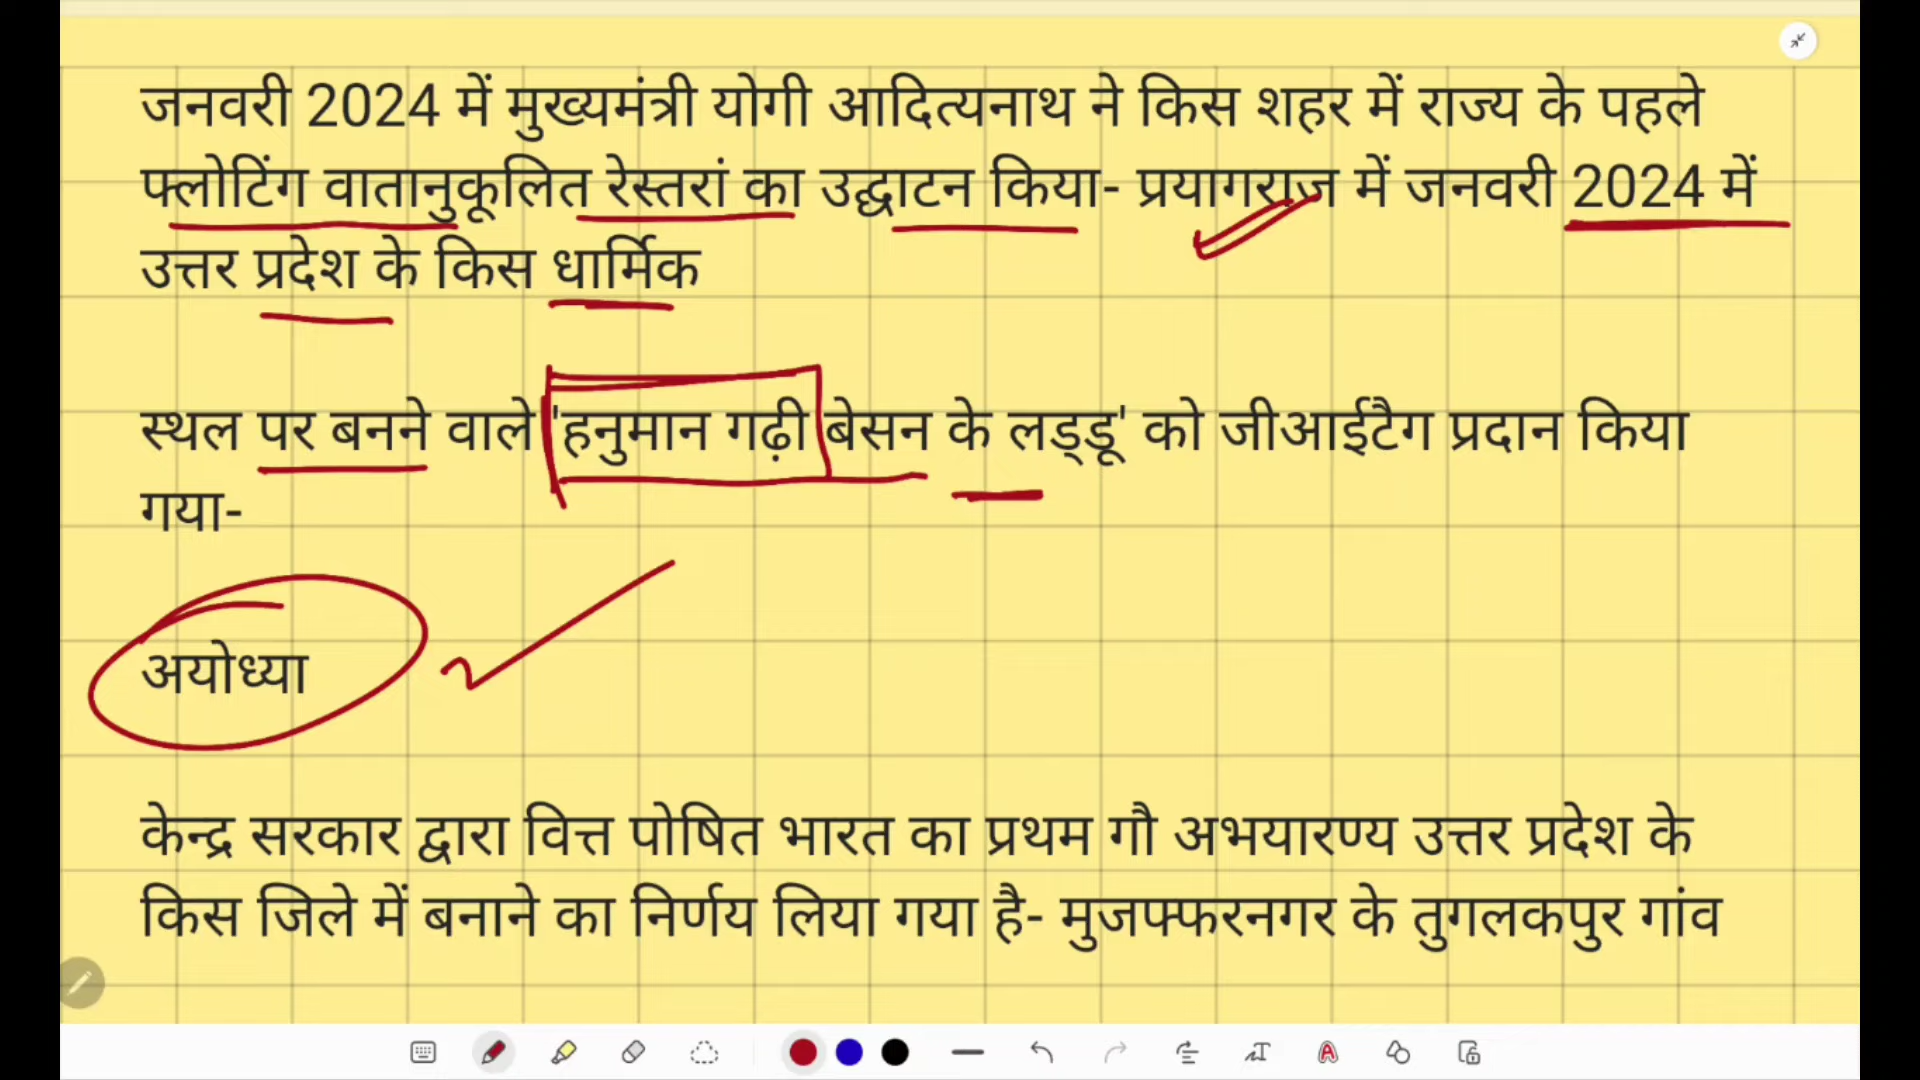 जनवरी 2024 में मुख्यमंत्री योगी आदित्यनाथ ने किस शहर में राज्य के पहले
फ्लोटिंग वातानुकूलित रेस्तरां का उद्घाटन किया- प्रयागराज में जनवरी 2024 में
उत्तर प्रदेश के किस धार्मिक
स्थल पर बनने वाले 'हनुमान गढ़ी बेसन के लड्डू' को जीआईटैग प्रदान किया
गया-
अयोध्या
केन्द्र सरकार द्वारा वित्त पोषित भारत का प्रथम गौ अभयारण्य उत्तर प्रदेश के
किस जिले में बनाने का निर्णय लिया गया है- मुजफ्फरनगर के तुगलकपुर गांव